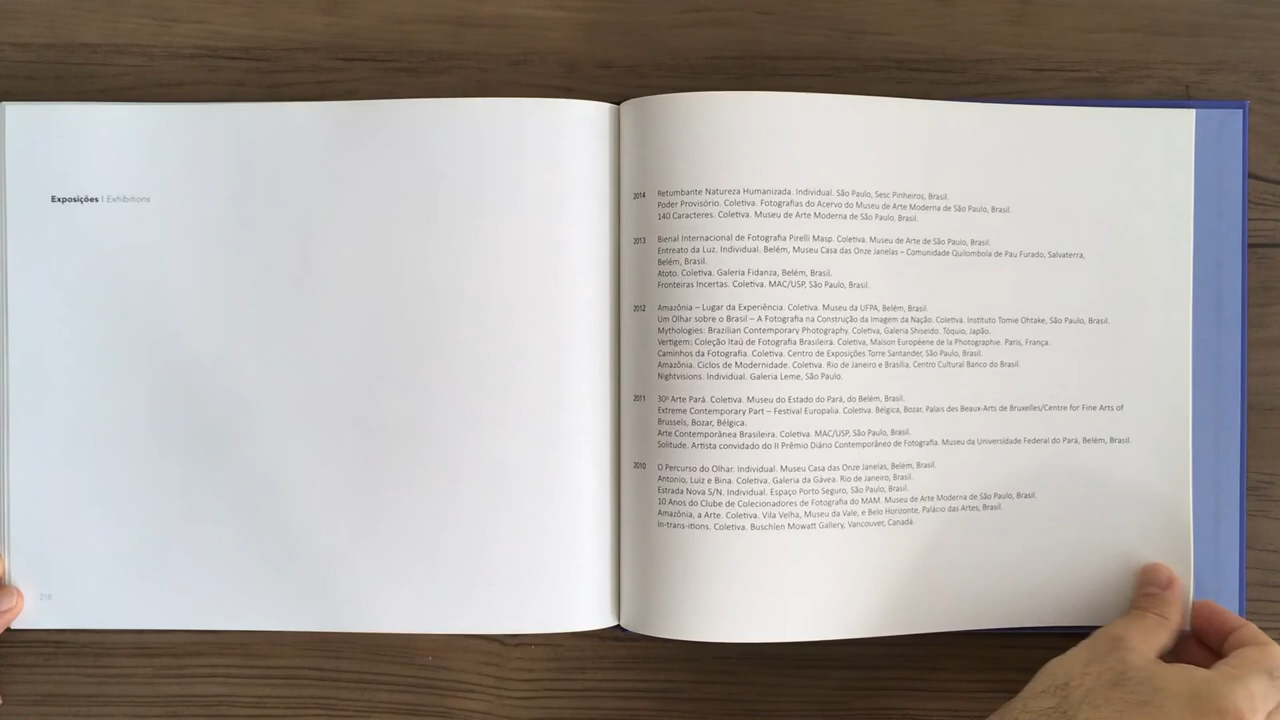 Exposições | Exhibitions
218
2014 Retumbante Natureza Humanizada. Individual. São Paulo, Sesc Pinheiros, Brasil.
Poder Provisório. Coletiva. Fotografias do Acervo do Museu de Arte Moderna de São Paulo, Brasil.
140 Caracteres. Coletiva. Museu de Arte Moderna de São Paulo, Brasil.
2013 Bienal Internacional de Fotografia Pirelli Masp. Coletiva. Museu de Arte de São Paulo, Brasil.
Entreato da Luz. Individual. Belém, Museu Casa das Onze Janelas – Comunidade Quilombola de Pau Furado, Salvaterra,
Belém, Brasil.
Atoto. Coletiva. Galeria Fidanza, Belém, Brasil.
Fronteiras Incertas. Coletiva. MAC/USP, São Paulo, Brasil.
2012 Amazônia – Lugar da Experiência. Coletiva. Museu da UFPA, Belém, Brasil.
Um Olhar sobre o Brasil – A Fotografia na Construção da Imagem da Nação. Coletiva. Instituto Tomie Ohtake, São Paulo, Brasil.
Mythologies: Brazilian Contemporary Photography. Coletiva, Galeria Shiseido. Tóquio, Japão.
Vertigem: Coleção Itaú de Fotografia Brasileira. Coletiva, Maison Européene de la Photographie. Paris, França.
Caminhos da Fotografia. Coletiva. Centro de Exposições Torre Santander, São Paulo, Brasil.
Amazônia. Ciclos de Modernidade. Coletiva. Rio de Janeiro e Brasília, Centro Cultural Banco do Brasil.
Nightvisions. Individual. Galeria Leme, São Paulo.
2011 30º Arte Pará. Coletiva. Museu do Estado do Pará, do Belém, Brasil.
Extreme Contemporary Part – Festival Europalia. Coletiva. Bélgica, Bozar, Palais des Beaux-Arts de Bruxelles/Centre for Fine Arts of
Brussels, Bozar, Bélgica.
Arte Contemporânea Brasileira. Coletiva. MAC/USP, São Paulo, Brasil.
Solitude. Artista convidado do II Prêmio Diário Contemporâneo de Fotografia. Museu da Universidade Federal do Pará, Belém, Brasil.
2010 O Percurso do Olhar. Individual. Museu Casa das Onze Janelas, Belém, Brasil.
Antonio, Luiz e Bina. Coletiva. Galeria da Gávea. Rio de Janeiro, Brasil.
Estrada Nova S/N. Individual. Espaço Porto Seguro, São Paulo, Brasil.
10 Anos do Clube de Colecionadores de Fotografia do MAM. Museu de Arte Moderna de São Paulo, Brasil.
Amazônia, a Arte. Coletiva. Vila Velha, Museu da Vale, e Belo Horizonte, Palácio das Artes, Brasil.
In-trans-itions. Coletiva. Buschlen Mowatt Gallery, Vancouver, Canadá.